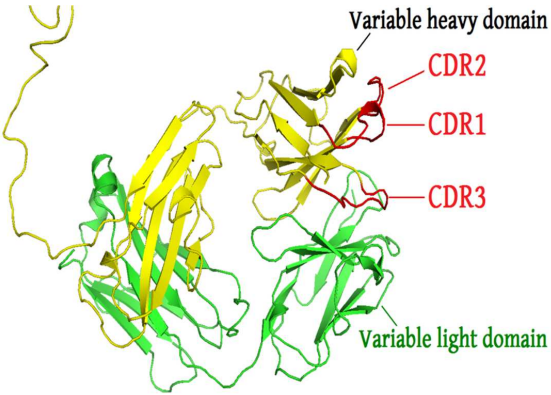 Variable heavy domain
CDR2
CDR1
CDR3
Variable light domain